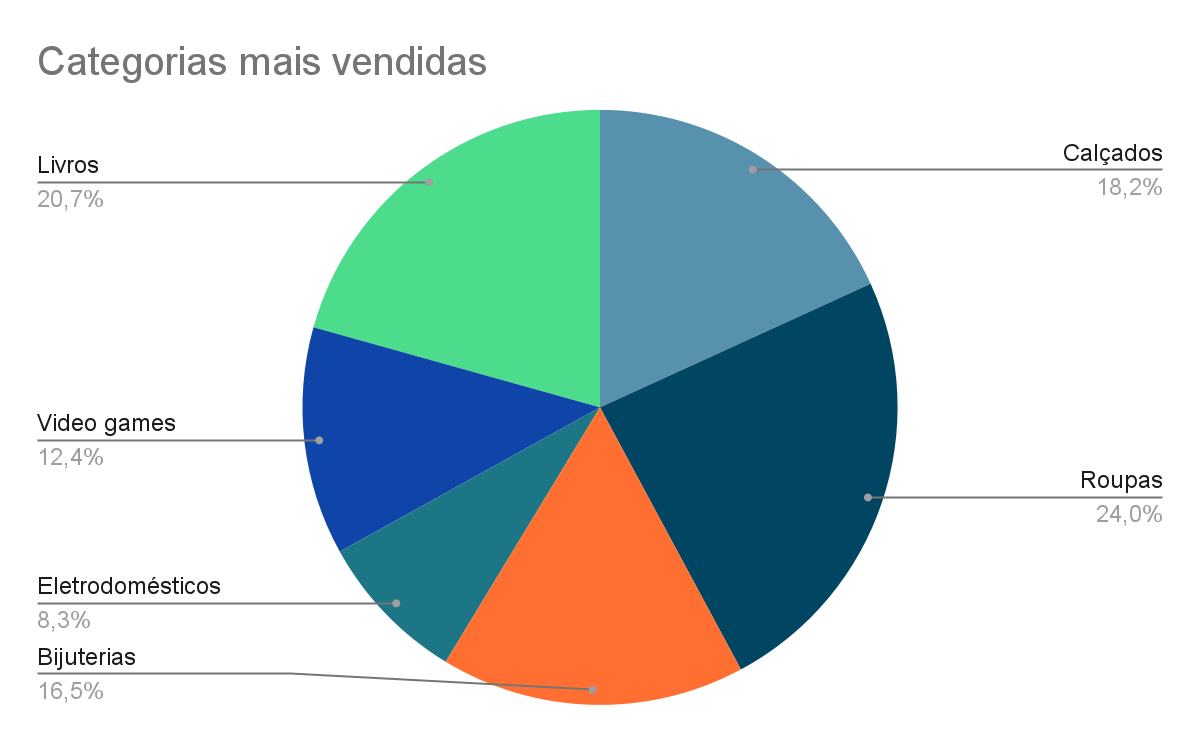 Categorias mais vendidas
Livros
20,7%
Calçados
18,2%
Video games
12,4%
Roupas
24,0%
Eletrodomésticos
8,3%
Bijuterias
16,5%